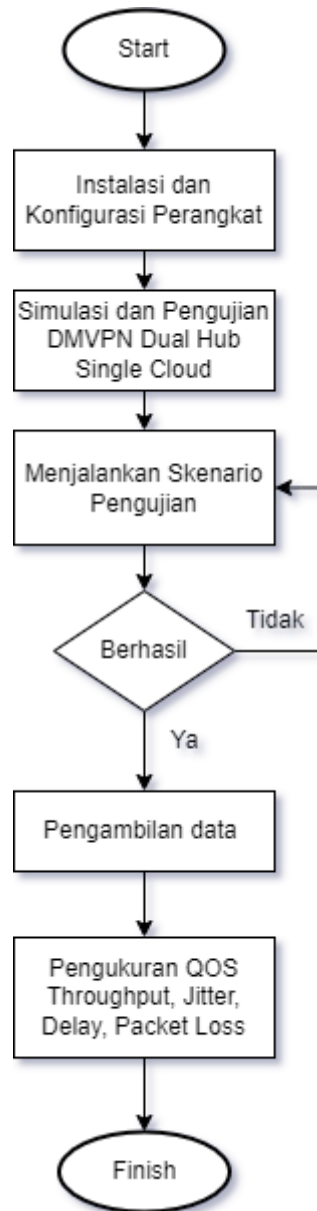 Start
Instalasi dan
Konfigurasi Perangkat
Simulasi dan Pengujian
DMVPN Dual Hub
Single Cloud
Menjalankan Skenario
Pengujian
Berhasil
Tidak
Ya
Pengambilan data
Pengukuran QOS
Throughput, Jitter,
Delay, Packet Loss
Finish